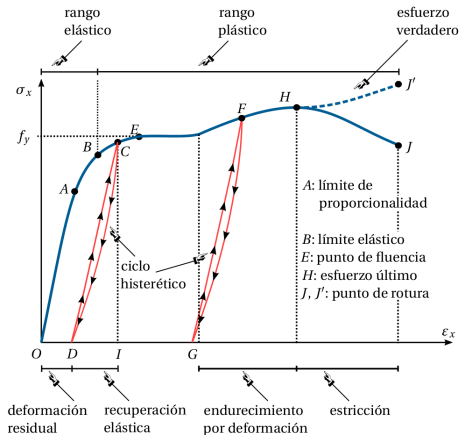 rango
elástico
rango
plástico
esfuerzo
verdadero
σx
H
J′
F
fy
E
B
C
J
A
A: límite de
proporcionalidad
B: límite elástico
E: punto de fluencia
H: esfuerzo último
J, J′: punto de rotura
ciclo
histerético
εx
O
D
I
G
deformación
residual
recuperación
elástica
endurecimiento
por deformación
estricción